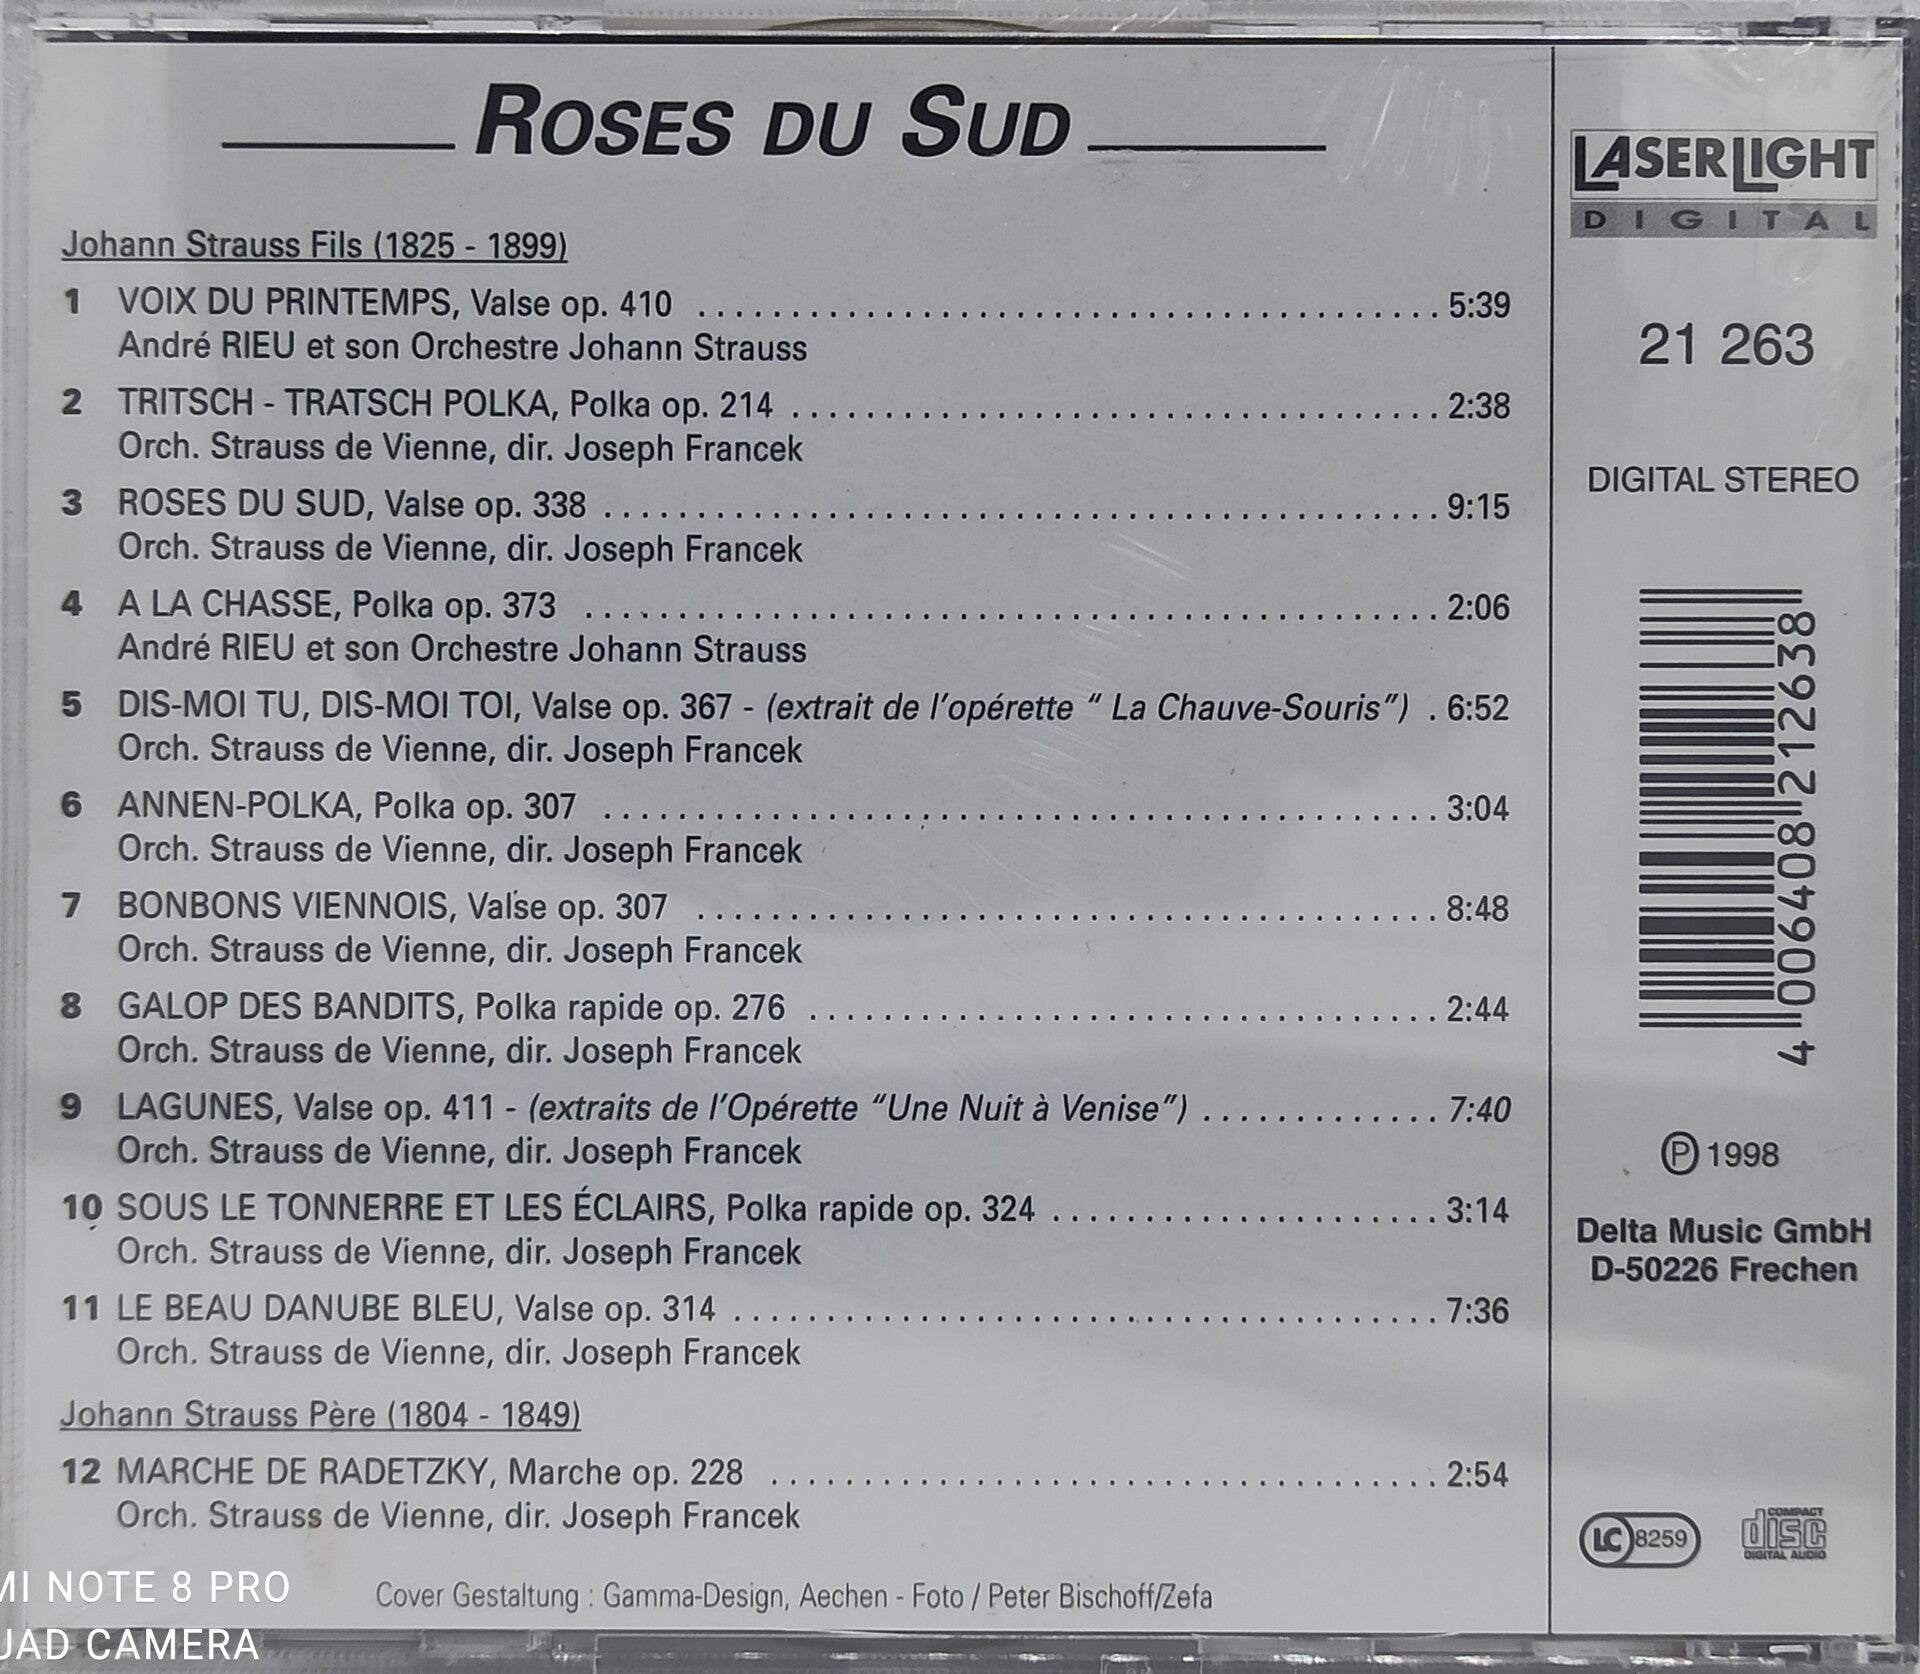 ROSES DU SUD
Johann Strauss Fils (1825 - 1899)
1 VOIX DU PRINTEMPS, Valse op. 410 ........................................ 5:39
André RIEU et son Orchestre Johann Strauss
2 TRITSCH - TRATSCH POLKA, Polka op. 214 ................................... 2:38
Orch. Strauss de Vienne, dir. Joseph Francek
3 ROSES DU SUD, Valse op. 338 ............................................. 9:15
Orch. Strauss de Vienne, dir. Joseph Francek
4 A LA CHASSE, Polka op. 373 .............................................. 2:06
André RIEU et son Orchestre Johann Strauss
5 DIS-MOI TU, DIS-MOI TOI, Valse op. 367 - (extrait de l'opérette “ La Chauve-Souris”) . 6:52
Orch. Strauss de Vienne, dir. Joseph Francek
6 ANNEN-POLKA, Polka op. 307 ............................................. 3:04
Orch. Strauss de Vienne, dir. Joseph Francek
7 BONBONS VIENNOIS, Valse op. 307 ........................................ 8:48
Orch. Strauss de Vienne, dir. Joseph Francek
8 GALOP DES BANDITS, Polka rapide op. 276 .................................. 2:44
Orch. Strauss de Vienne, dir. Joseph Francek
9 LAGUNES, Valse op. 411 - (extraits de l'Opérette “Une Nuit à Venise”) ............. 7:40
Orch. Strauss de Vienne, dir. Joseph Francek
10 SOUS LE TONNERRE ET LES ÉCLAIRS, Polka rapide op. 324 ..................... 3:14
Orch. Strauss de Vienne, dir. Joseph Francek
11 LE BEAU DANUBE BLEU, Valse op. 314 ...................................... 7:36
Orch. Strauss de Vienne, dir. Joseph Francek
Johann Strauss Père (1804 - 1849)
12 MARCHE DE RADETZKY, Marche op. 228 .................................... 2:54
Orch. Strauss de Vienne, dir. Joseph Francek
Cover Gestaltung : Gamma-Design, Aechen - Foto / Peter Bischoff/Zefa
LASERLIGHT
DIGITAL
21 263
DIGITAL STEREO
4 006408 212638
℗ 1998
Delta Music GmbH
D-50226 Frechen
LC 8259
COMPACT
disc
DIGITAL AUDIO
MI NOTE 8 PRO
UAD CAMERA